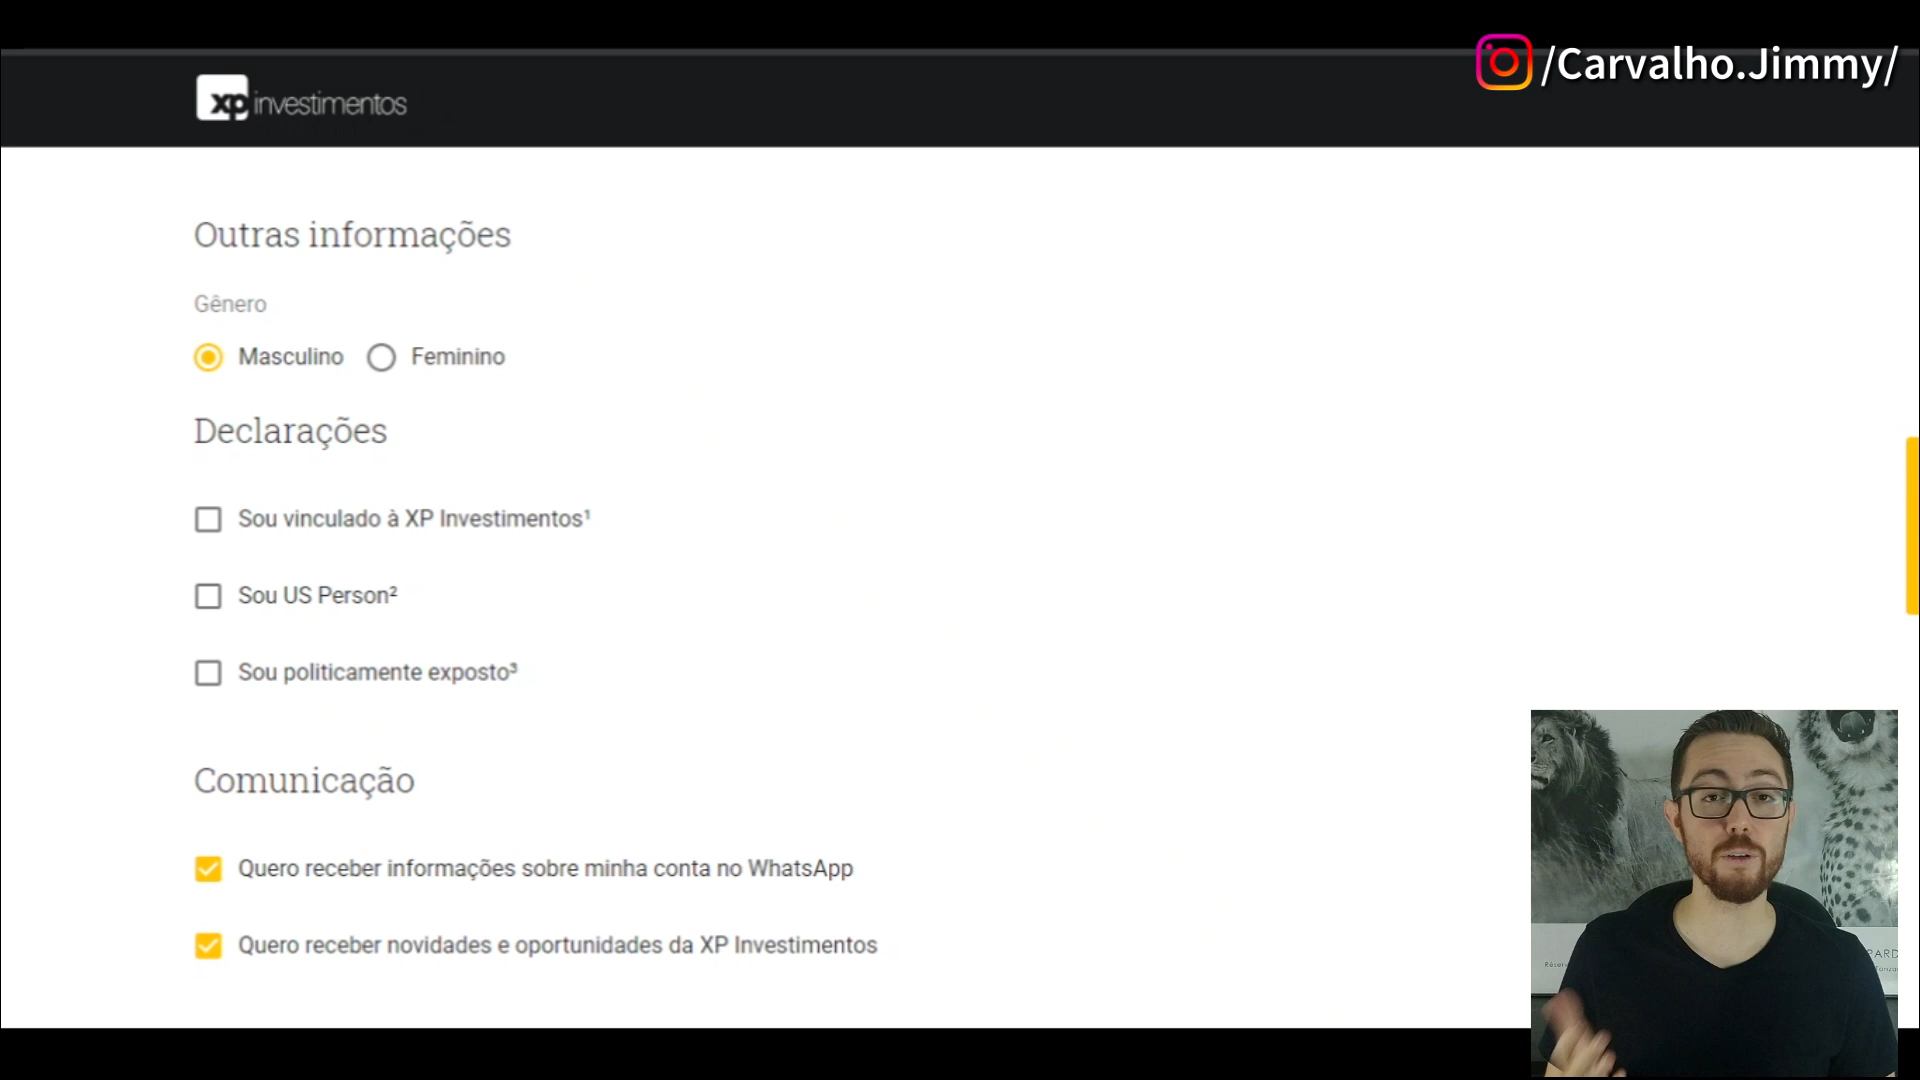 /Carvalho.Jimmy/
xp investimentos
Outras informações
Gênero
Masculino
Feminino
Declarações
Sou vinculado à XP Investimentos¹
Sou US Person²
Sou politicamente exposto³
Comunicação
Quero receber informações sobre minha conta no WhatsApp
Quero receber novidades e oportunidades da XP Investimentos